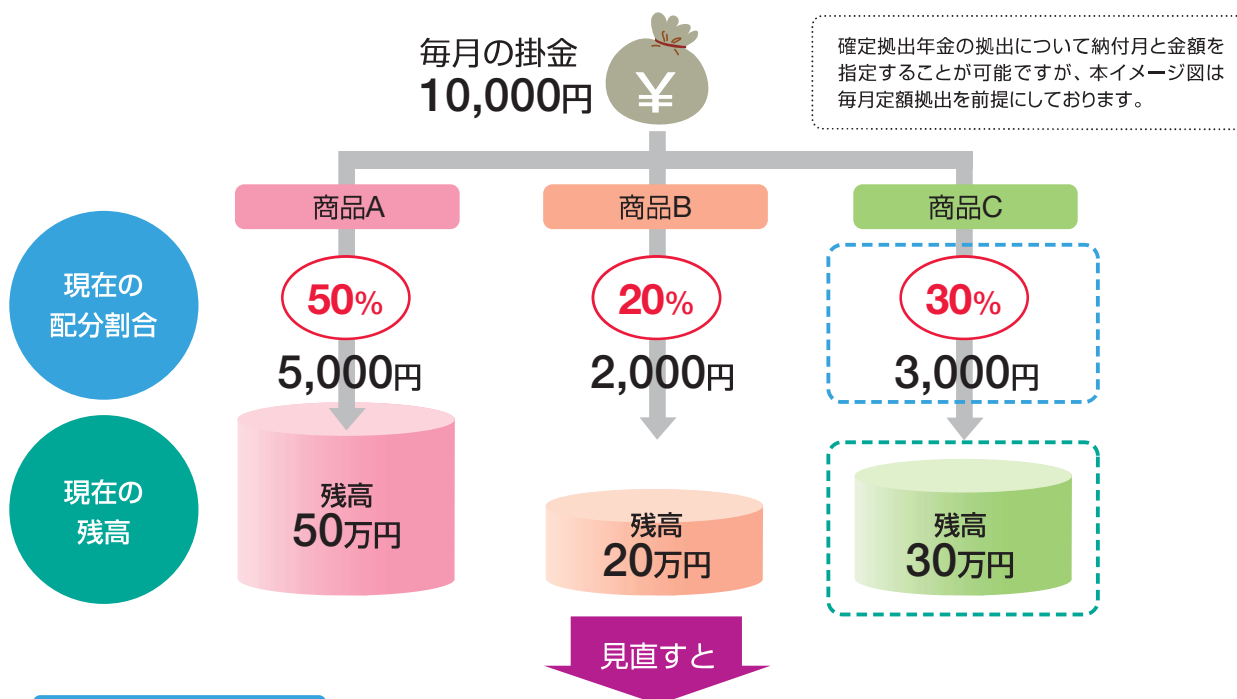 毎月の掛金
10,000円
¥
確定拠出年金の拠出について納付月と金額を
指定することが可能ですが、本イメージ図は
毎月定額拠出を前提にしております。
商品A
商品B
商品C
現在の
配分割合
50%
20%
30%
5,000円
2,000円
3,000円
現在の
残高
残高
50万円
残高
20万円
残高
30万円
見直すと